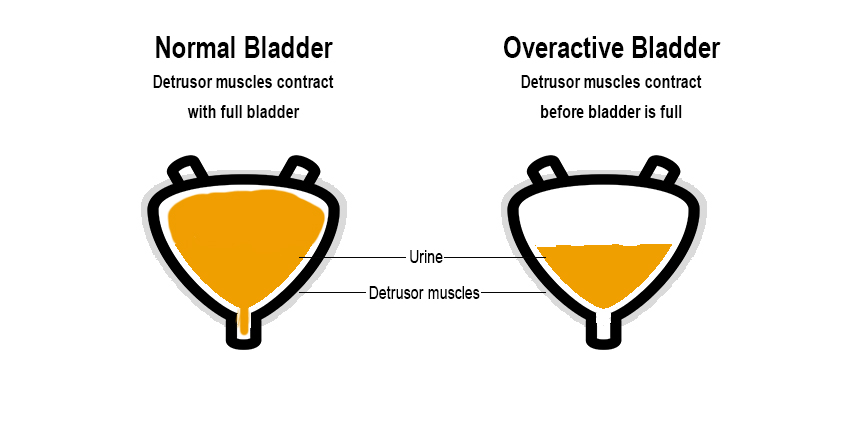 Normal Bladder
Detrusor muscles contract
with full bladder
Overactive Bladder
Detrusor muscles contract
before bladder is full
Urine
Detrusor muscles